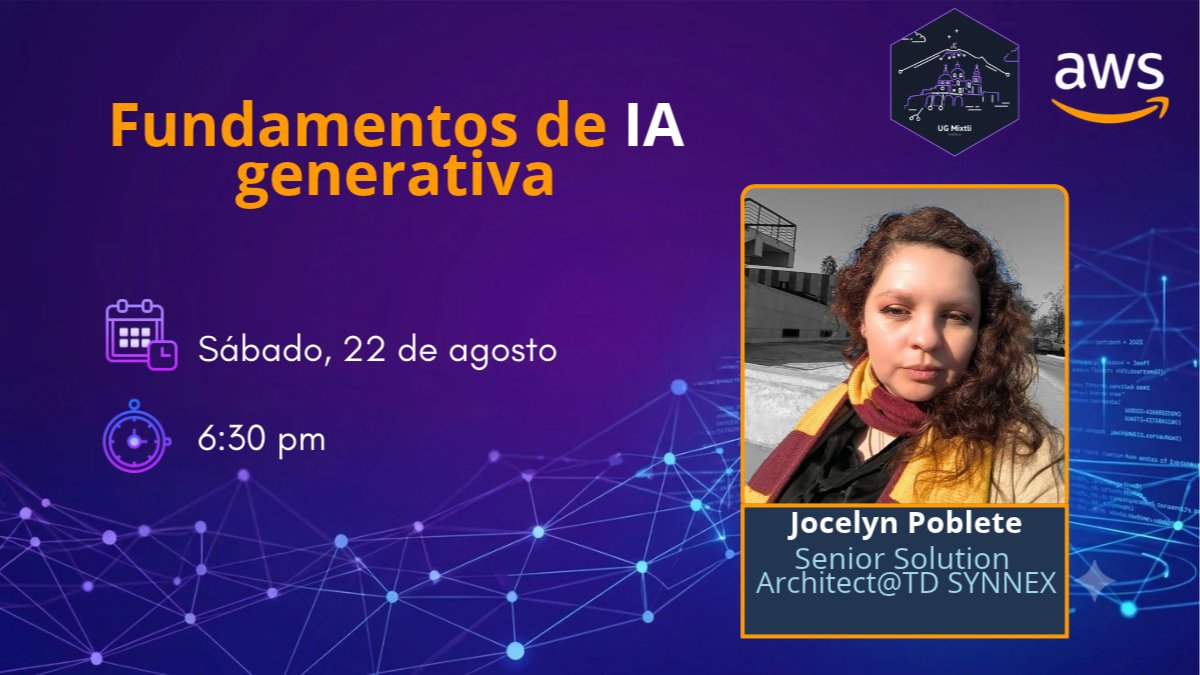 UG Mixtli
aws
Fundamentos de IA
generativa
Sábado, 22 de agosto
6:30 pm
Jocelyn Poblete
Senior Solution
Architect@TD SYNNEX